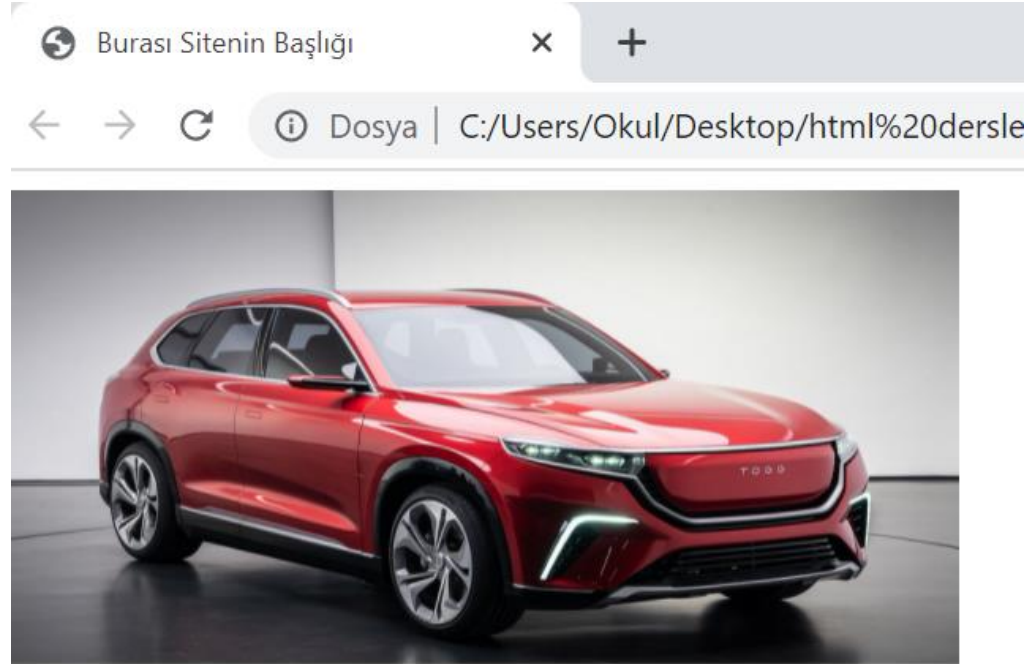 Burası Sitenin Başlığı
Dosya | C:/Users/Okul/Desktop/html%20dersle
TOGG